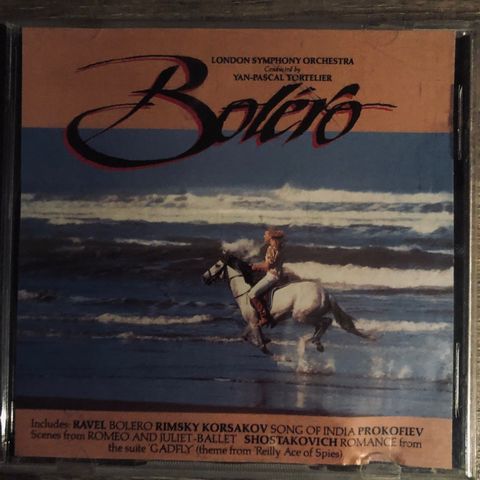 LONDON SYMPHONY ORCHESTRA
Conducted by
YAN-PASCAL TORTELIER
Boléro
Includes: RAVEL BOLERO RIMSKY KORSAKOV SONG OF INDIA PROKOFIEV
Scenes from ROMEO AND JULIET-BALLET SHOSTAKOVICH ROMANCE from
the suite 'GADFLY' (theme from 'Reilly Ace of Spies)